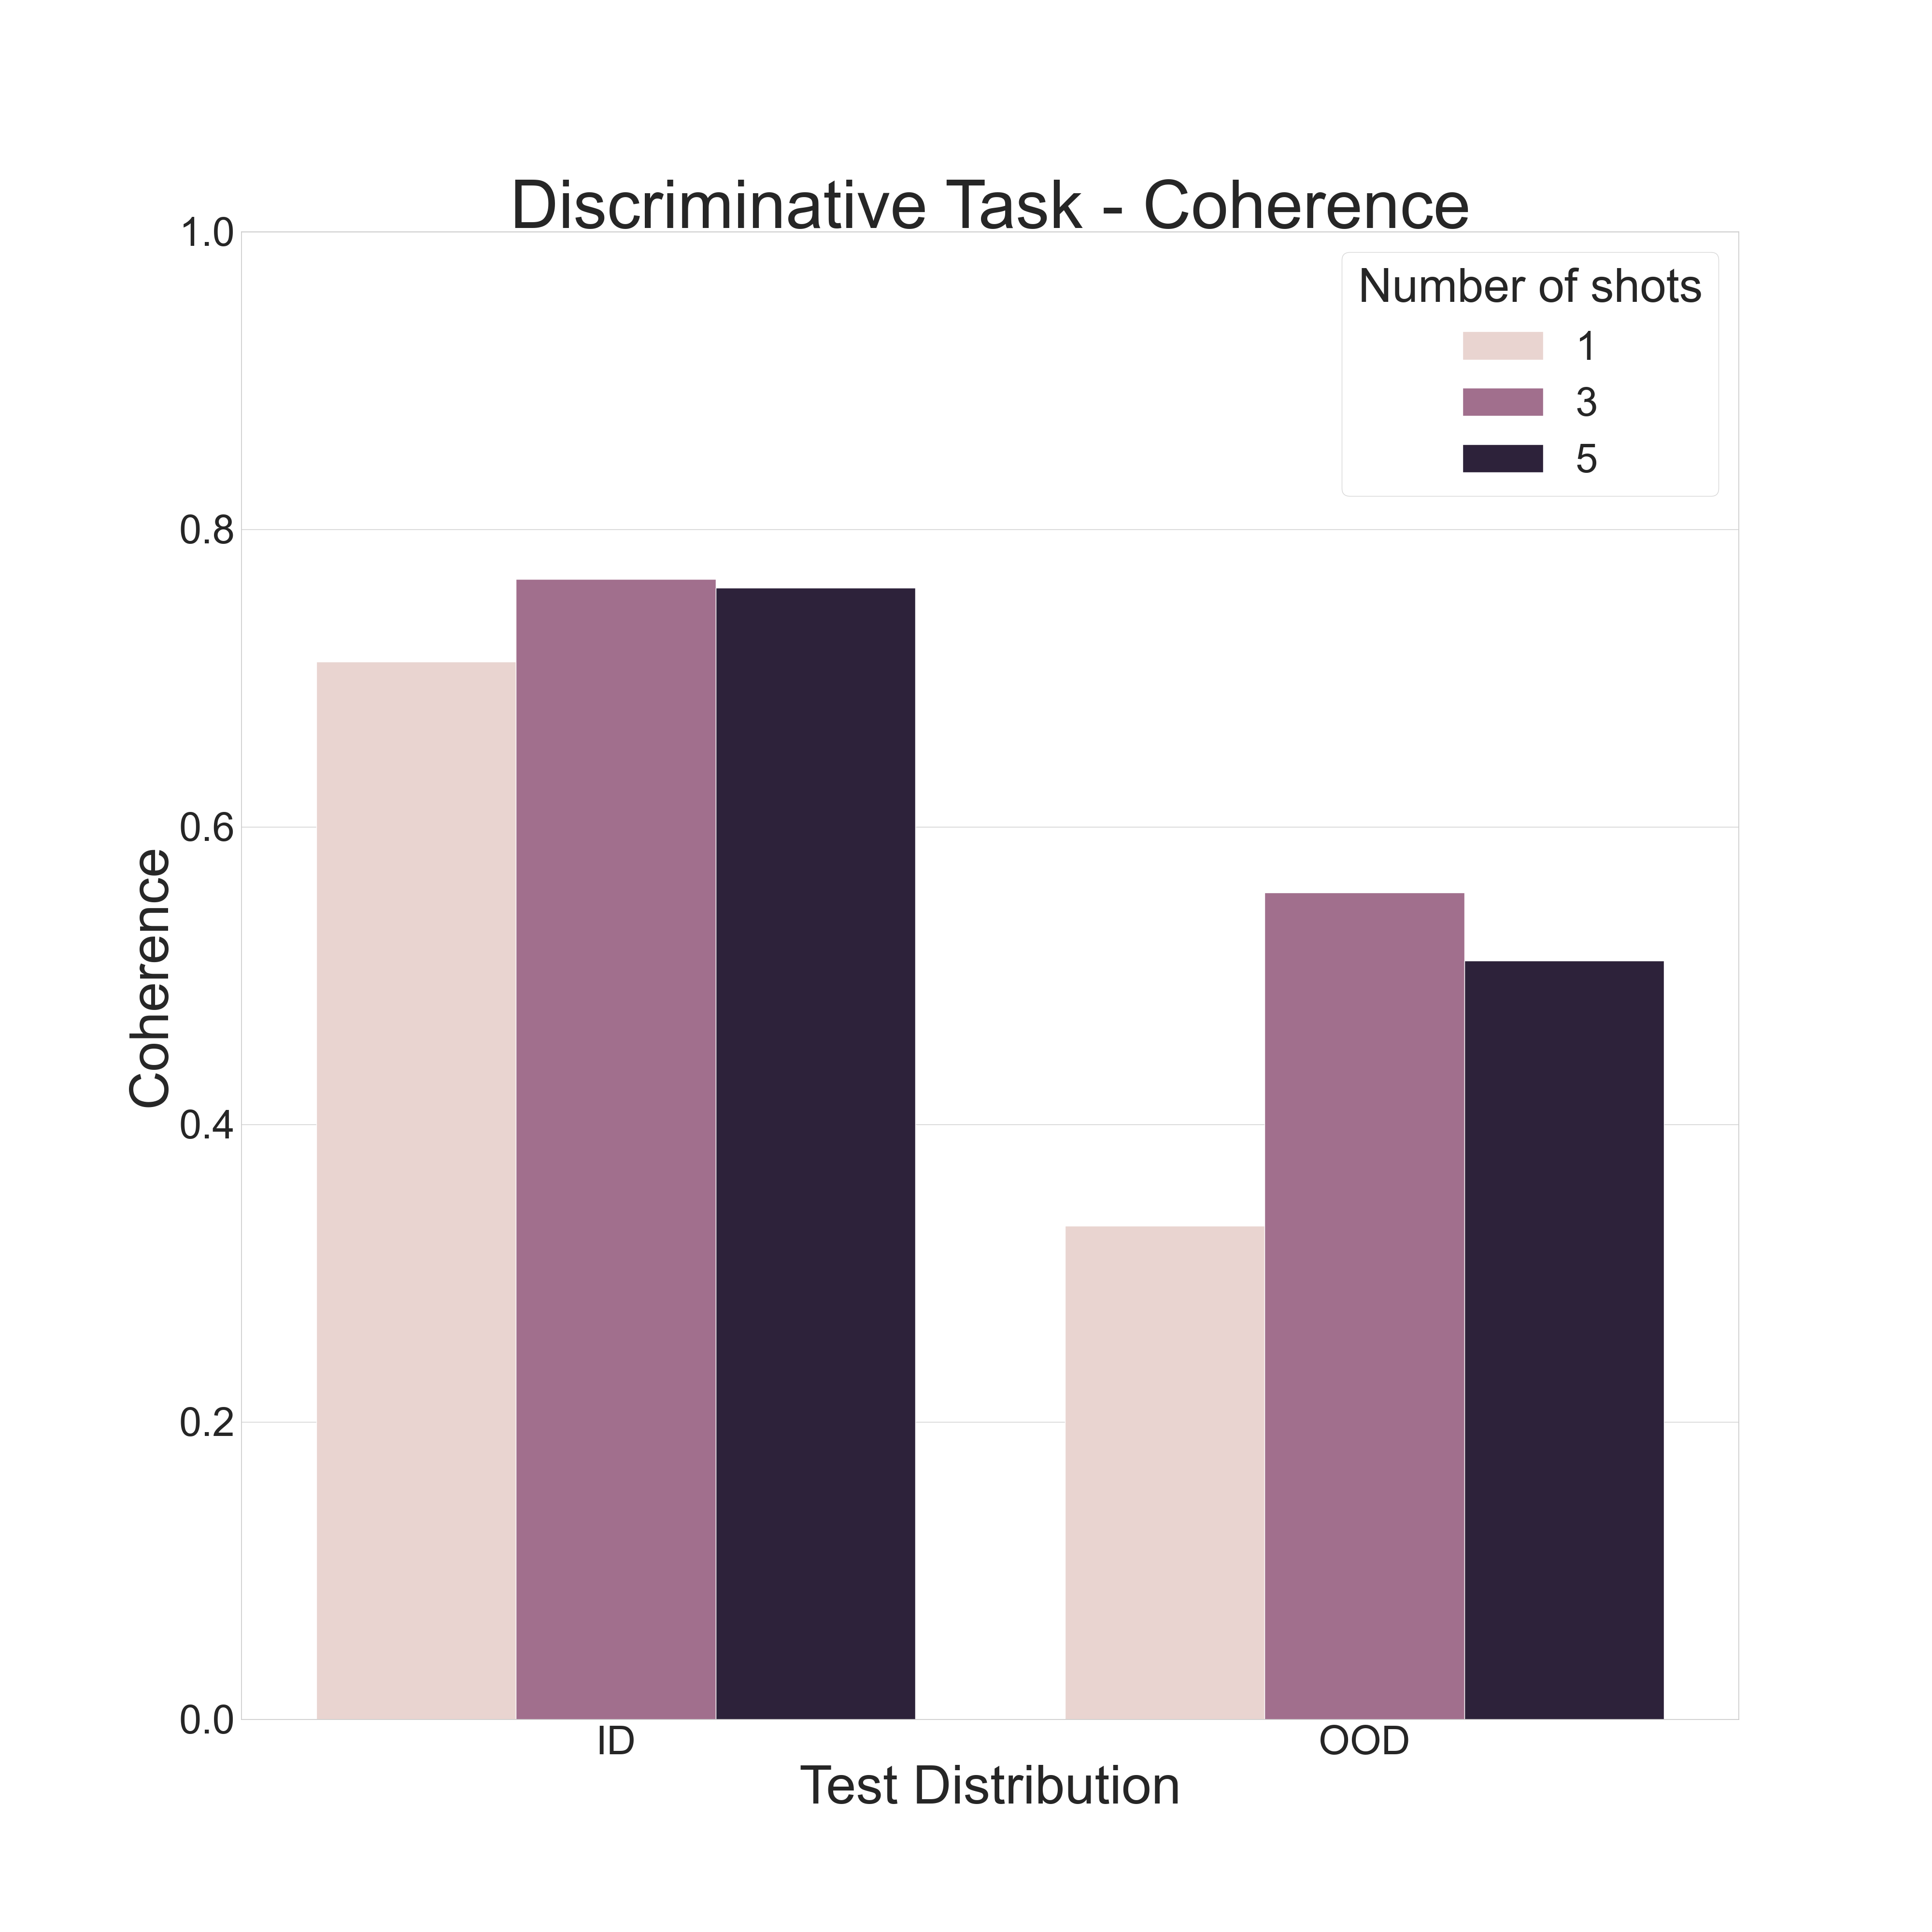 Discriminative Task - Coherence
1.0
0.8
0.6
0.4
0.2
0.0
Coherence
Number of shots
1
3
5
ID
OOD
Test Distribution